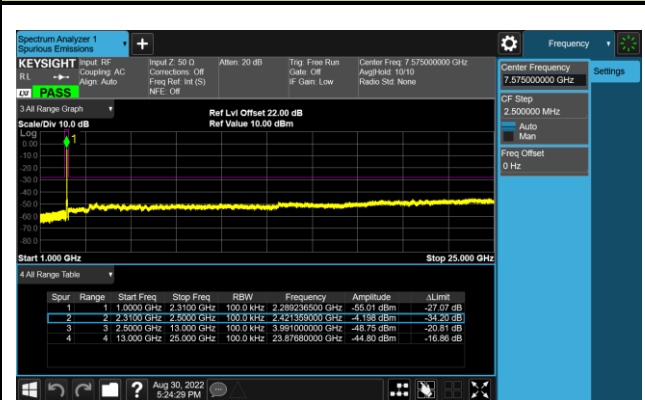 Spectrum Analyzer 1
Spurious Emissions
Frequency
Settings
KEYSIGHT Input: RF Input Z: 50 Ω Atten: 20 dB Trig: Free Run Center Freq: 7.575000000 GHz
RL Coupling: AC Corrections: Off Gate: Off Avg|Hold: 10/10
Align: Auto Freq Ref: Int (S) IF Gain: Low Radio Std: None
NFE: Off
LXI PASS
Center Frequency
7.575000000 GHz
CF Step
2.500000 MHz
Auto
Man
Freq Offset
0 Hz
3 All Range Graph
Ref Lvl Offset 22.00 dB
Scale/Div 10.0 dB Ref Value 10.00 dBm
Log
1
0.00
-10.0
-20.0
-30.0
-40.0
-50.0
-60.0
-70.0
-80.0
Start 1.000 GHz Stop 25.000 GHz
4 All Range Table
Spur Range Start Freq Stop Freq RBW Frequency Amplitude ΔLimit
1 1 1.0000 GHz 2.3100 GHz 100.0 kHz 2.289236500 GHz -55.01 dBm -27.07 dB
2 2 2.3100 GHz 2.5000 GHz 100.0 kHz 2.421359000 GHz -4.198 dBm -34.20 dB
3 3 2.5000 GHz 13.000 GHz 100.0 kHz 3.991000000 GHz -48.75 dBm -20.81 dB
4 4 13.000 GHz 25.000 GHz 100.0 kHz 23.87680000 GHz -44.80 dBm -16.86 dB
? Aug 30, 2022
5:24:29 PM